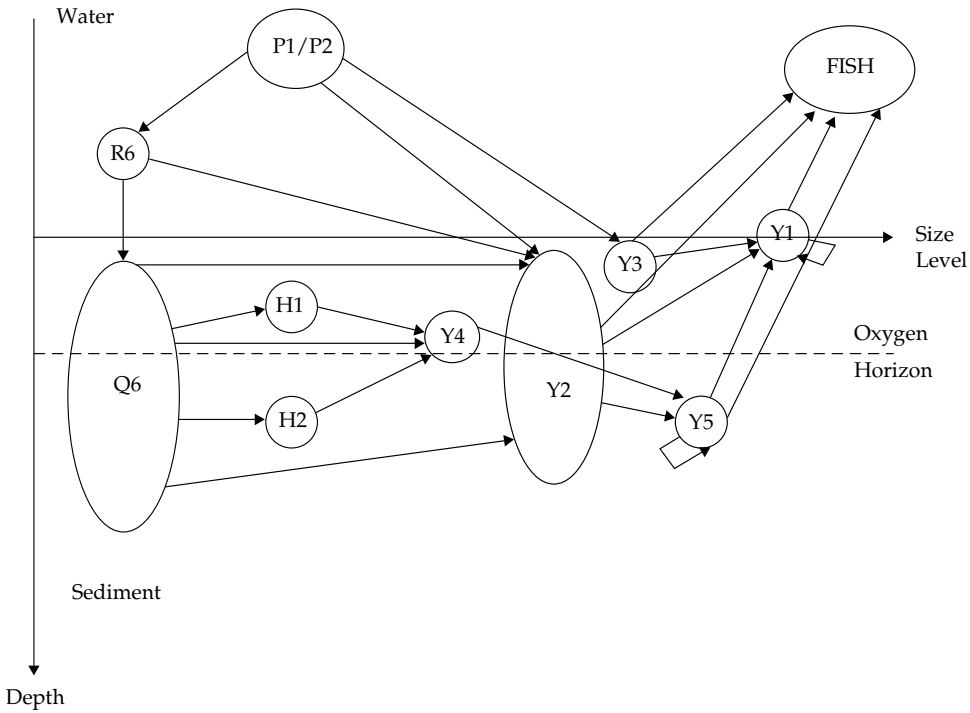 Water
P1/P2
FISH
R6
Size
Level
Y1
Y3
H1
Y4
Oxygen
Horizon
Q6
Y2
H2
Y5
Sediment
Depth